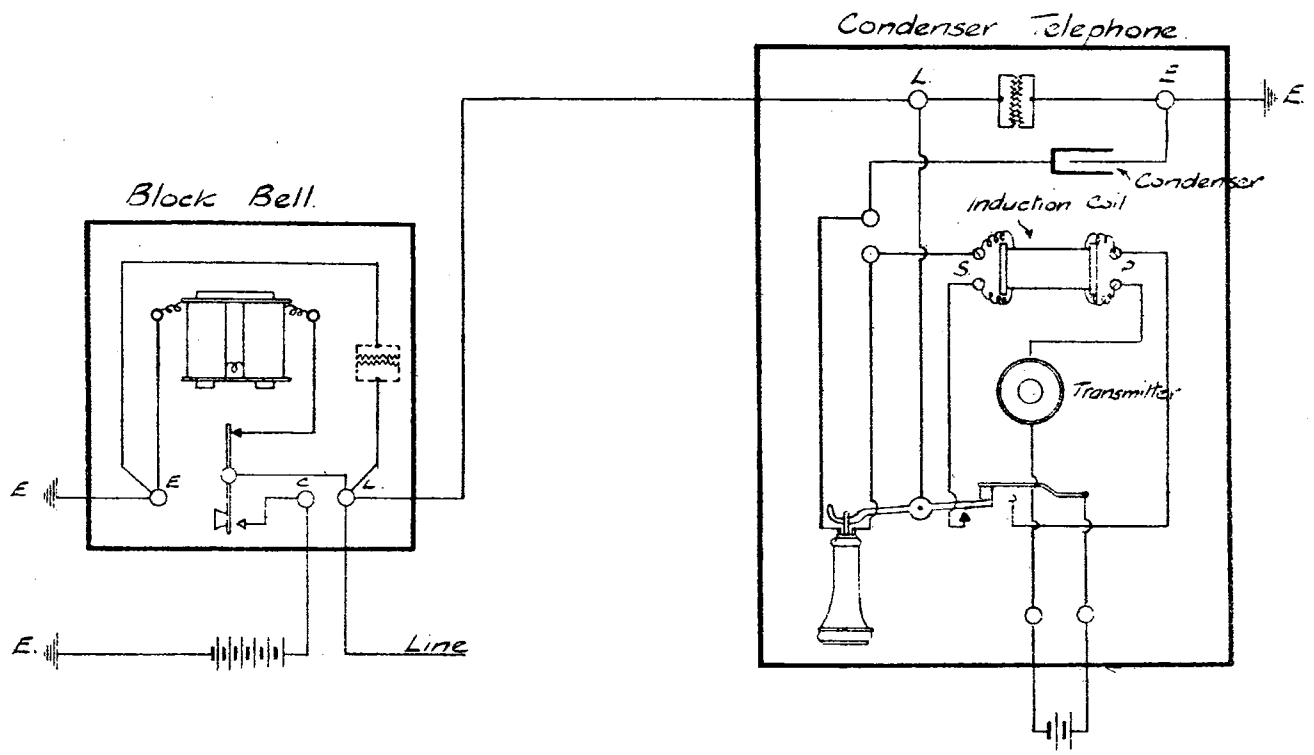 Condenser Telephone.
L.
E
E.
Condenser
Block Bell.
Induction Coil
S.
P
Transmitter
E
E
C
L.
E.
Line